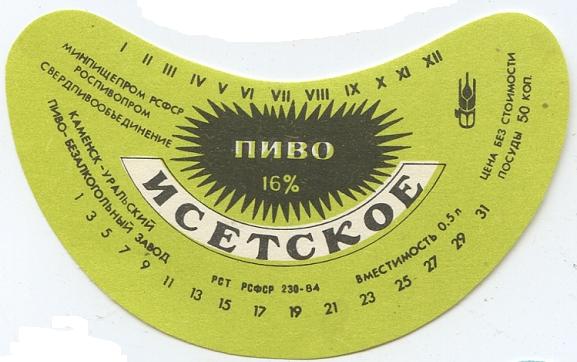 I II III IV V VI VII VIII IX X XI XII
МИНПИЩЕПРОМ РСФСР
РОСПИВОПРОМ
СВЕРДПИВООБЪЕДИНЕНИЕ
КАМЕНСК-УРАЛЬСКИЙ
ПИВО-БЕЗАЛКОГОЛЬНЫЙ ЗАВОД
ПИВО
16%
ИСЕТСКОЕ
ЦЕНА БЕЗ СТОИМОСТИ
ПОСУДЫ 50 КОП.
РСТ РСФСР 230-84
ВМЕСТИМОСТЬ 0.5 л
1 3 5 7 9 11 13 15 17 19 21 23 25 27 29 31